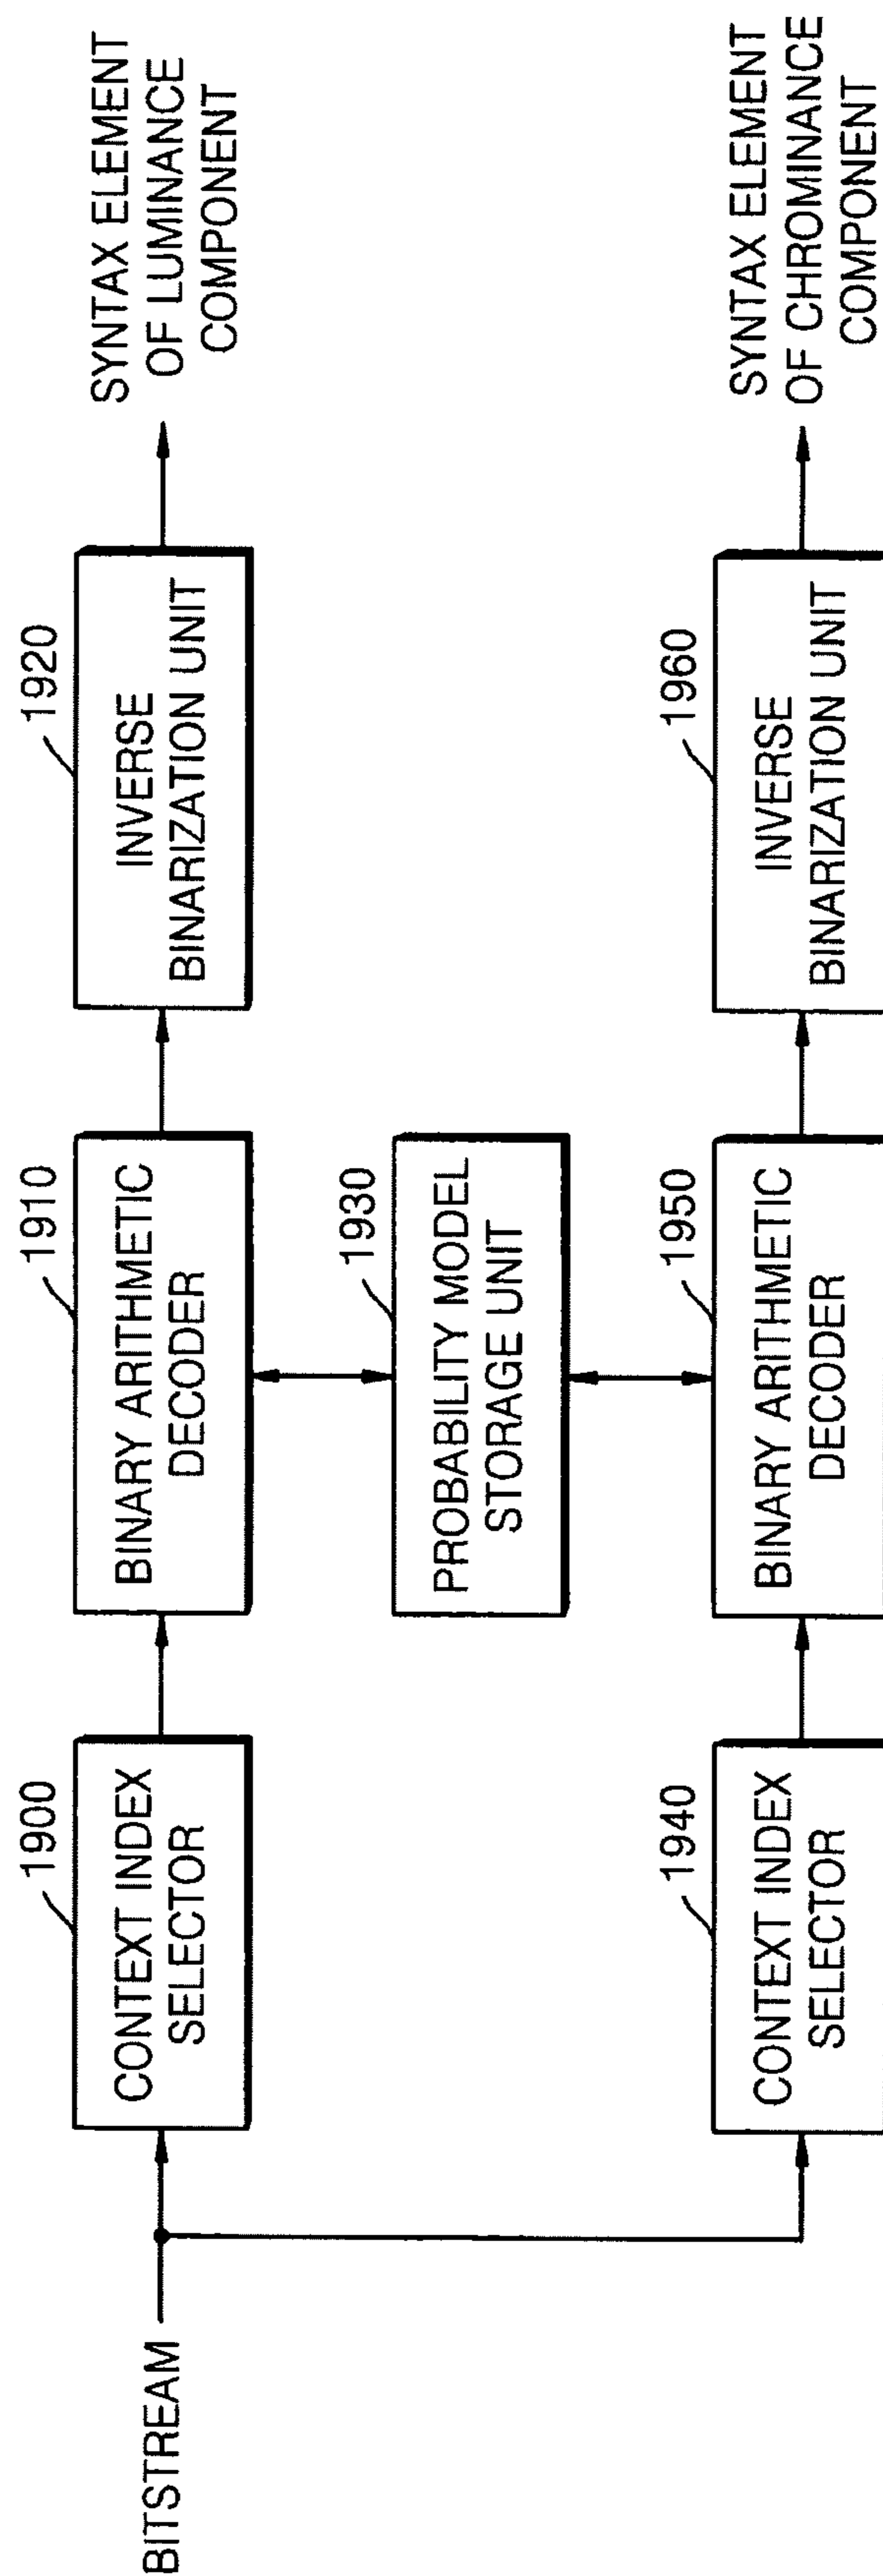 BITSTREAM
1900
CONTEXT INDEX
SELECTOR
1910
BINARY ARITHMETIC
DECODER
1920
INVERSE
BINARIZATION UNIT
SYNTAX ELEMENT
OF LUMINANCE
COMPONENT
1930
PROBABILITY MODEL
STORAGE UNIT
1940
CONTEXT INDEX
SELECTOR
1950
BINARY ARITHMETIC
DECODER
1960
INVERSE
BINARIZATION UNIT
SYNTAX ELEMENT
OF CHROMINANCE
COMPONENT